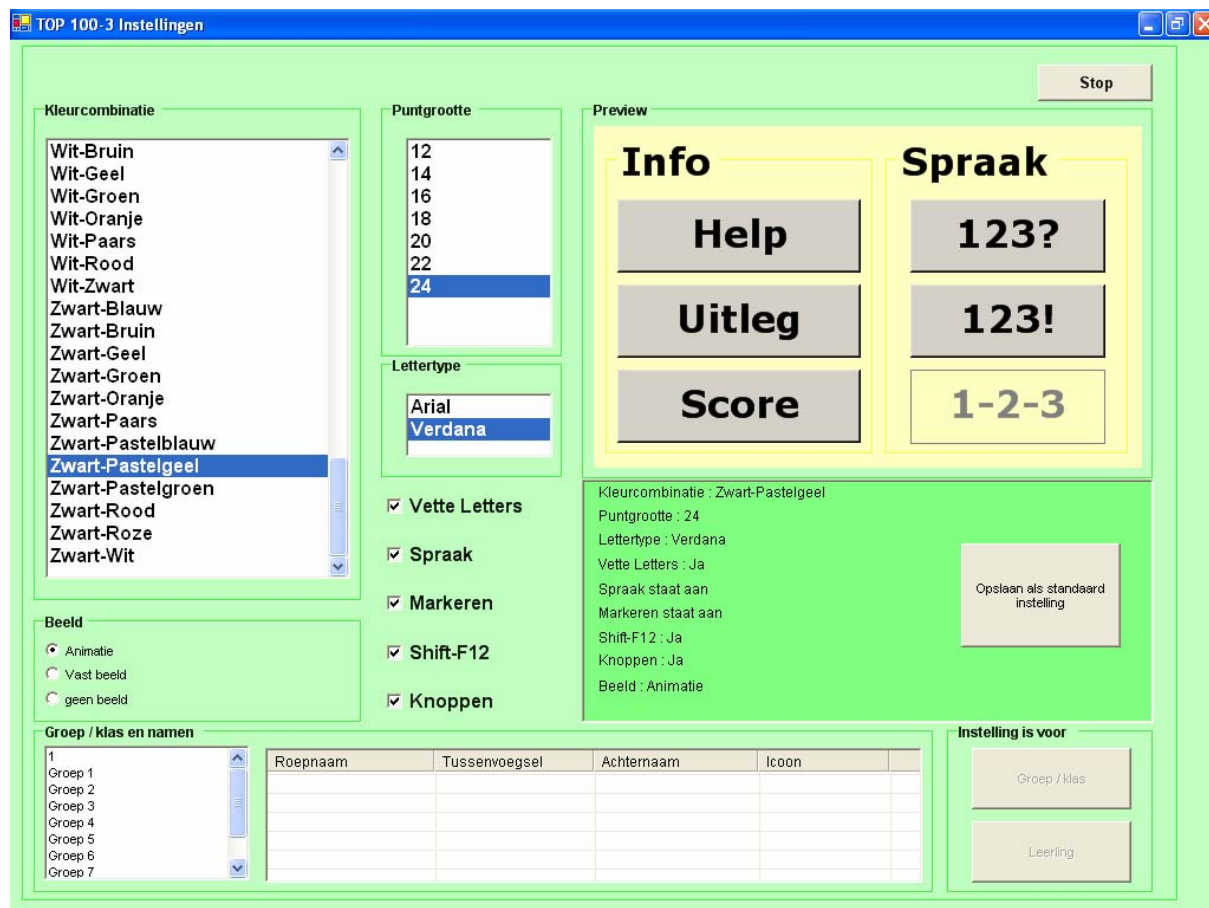 TOP 100-3 Instellingen
Stop
Kleurcombinatie
Wit-Bruin
Wit-Geel
Wit-Groen
Wit-Oranje
Wit-Paars
Wit-Rood
Wit-Zwart
Zwart-Blauw
Zwart-Bruin
Zwart-Geel
Zwart-Groen
Zwart-Oranje
Zwart-Paars
Zwart-Pastelblauw
Zwart-Pastelgeel
Zwart-Pastelgroen
Zwart-Rood
Zwart-Roze
Zwart-Wit
Puntgrootte
12
14
16
18
20
22
24
Lettertype
Arial
Verdana
Vette Letters
Spraak
Markeren
Shift-F12
Knoppen
Preview
Info
Help
Uitleg
Score
Spraak
123?
123!
1-2-3
Kleurcombinatie : Zwart-Pastelgeel
Puntgrootte : 24
Lettertype : Verdana
Vette Letters : Ja
Spraak staat aan
Markeren staat aan
Shift-F12 : Ja
Knoppen : Ja
Beeld : Animatie
Opslaan als standaard
instelling
Beeld
Animatie
Vast beeld
geen beeld
Groep / klas en namen
1
Groep 1
Groep 2
Groep 3
Groep 4
Groep 5
Groep 6
Groep 7
Roepnaam Tussenvoegsel Achternaam Icoon
Instelling is voor
Groep / klas
Leerling